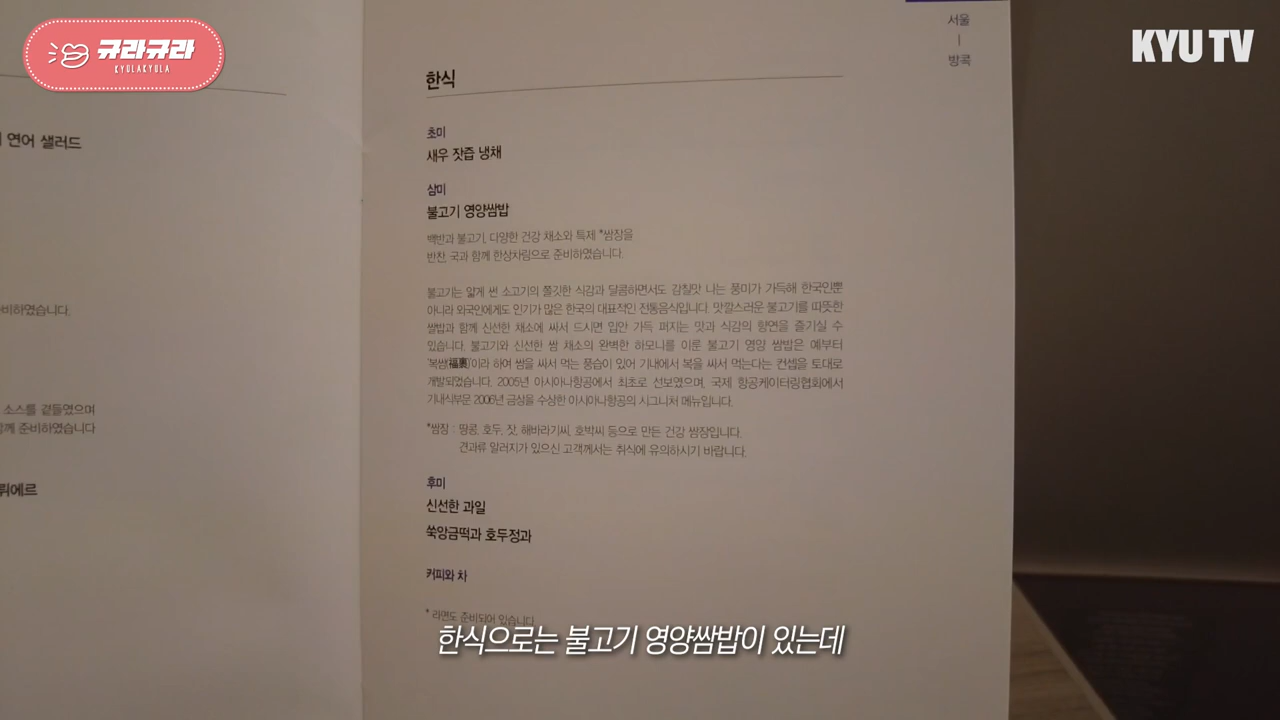 규라규라
KYULAKYULA
KYU TV
서울
|
방콕
연어 샐러드
비하였습니다.
소스를 곁들였으며
함께 준비하였습니다
뤼에르
한식
초미
새우 잣즙 냉채
삼미
불고기 영양쌈밥
백반과 불고기, 다양한 건강 채소와 특제 *쌈장을
반찬, 국과 함께 한상차림으로 준비하였습니다.
불고기는 얇게 썬 소고기의 쫄깃한 식감과 달콤하면서도 감칠맛 나는 풍미가 가득해 한국인뿐
아니라 외국인에게도 인기가 많은 한국의 대표적인 전통음식입니다. 맛깔스러운 불고기를 따뜻한
쌀밥과 함께 신선한 채소에 싸서 드시면 입안 가득 퍼지는 맛과 식감의 향연을 즐기실 수
있습니다. 불고기와 신선한 쌈 채소의 완벽한 하모니를 이룬 불고기 영양 쌈밥은 예부터
'복쌈(福裹)'이라 하여 쌈을 싸서 먹는 풍습이 있어 기내에서 복을 싸서 먹는다는 컨셉을 토대로
개발되었습니다. 2005년 아시아나항공에서 최초로 선보였으며, 국제 항공케이터링협회에서
기내식부문 2006년 금상을 수상한 아시아나항공의 시그니처 메뉴입니다.
*쌈장 : 땅콩, 호두, 잣, 해바라기씨, 호박씨 등으로 만든 건강 쌈장입니다.
견과류 알러지가 있으신 고객께서는 취식에 유의하시기 바랍니다.
후미
신선한 과일
쑥앙금떡과 호두정과
커피와 차
* 라면도 준비되어 있습니다.
한식으로는 불고기 영양쌈밥이 있는데